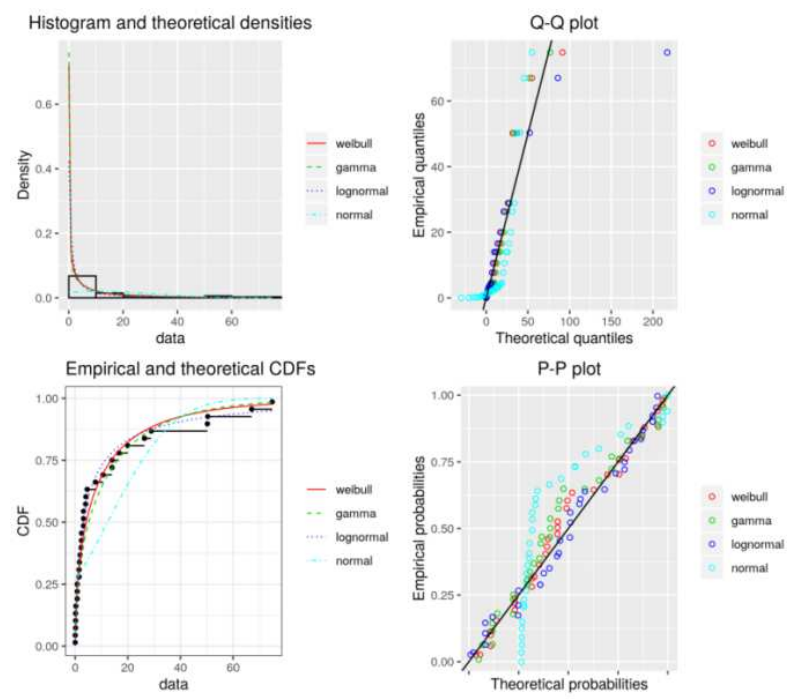 Histogram and theoretical densities
0.6
0.4
0.2
0.0
Density
0
20
40
60
data
weibull
gamma
lognormal
normal
Q-Q plot
60
40
20
0
Empirical quantiles
0
50
100
150
200
Theoretical quantiles
weibull
gamma
lognormal
normal
Empirical and theoretical CDFs
1.00
0.75
0.50
0.25
0.00
CDF
0
20
40
60
data
weibull
gamma
lognormal
normal
P-P plot
1.00
0.75
0.50
0.25
0.00
Empirical probabilities
Theoretical probabilities
weibull
gamma
lognormal
normal